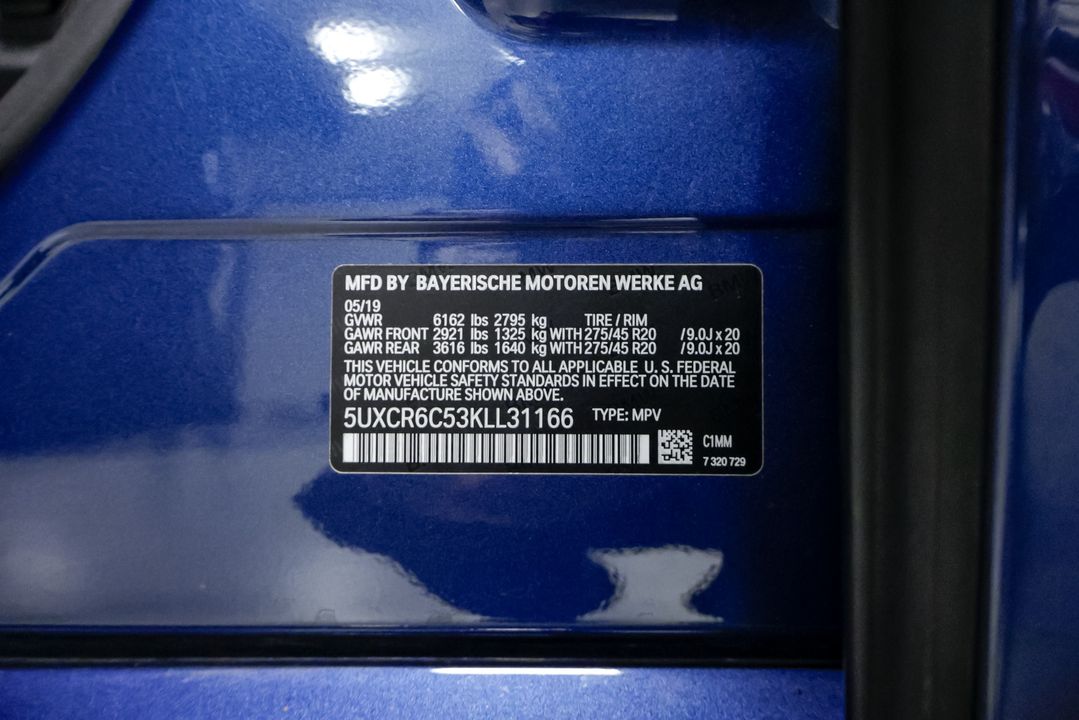 MFD BY BAYERISCHE MOTOREN WERKE AG
05/19
GVWR 6162 lbs 2795 kg TIRE / RIM
GAWR FRONT 2921 lbs 1325 kg WITH 275/45 R20 /9.0J x 20
GAWR REAR 3616 lbs 1640 kg WITH 275/45 R20 /9.0J x 20
THIS VEHICLE CONFORMS TO ALL APPLICABLE U. S. FEDERAL
MOTOR VEHICLE SAFETY STANDARDS IN EFFECT ON THE DATE
OF MANUFACTURE SHOWN ABOVE.
5UXCR6C53KLL31166 TYPE: MPV
C1MM
7 320 729